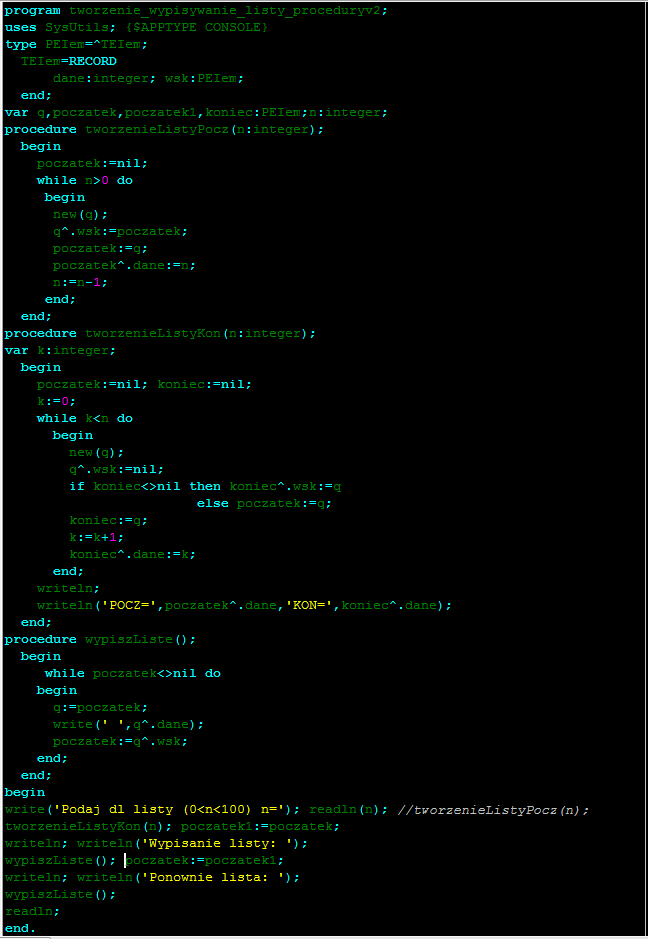 program tworzenie_wypisywanie_listy_proceduryv2;
uses SysUtils; {$APPTYPE CONSOLE}
type PEIem=^TEIem;
  TEIem=RECORD
      dane:integer; wsk:PEIem;
  end;
var q,poczatek,poczatek1,koniec:PEIem;n:integer;
procedure tworzenieListyPocz(n:integer);
  begin
    poczatek:=nil;
    while n>0 do
     begin
      new(q);
      q^.wsk:=poczatek;
      poczatek:=q;
      poczatek^.dane:=n;
      n:=n-1;
     end;
  end;
procedure tworzenieListyKon(n:integer);
var k:integer;
  begin
    poczatek:=nil; koniec:=nil;
    k:=0;
    while k<n do
      begin
        new(q);
        q^.wsk:=nil;
        if koniec<>nil then koniec^.wsk:=q
                        else poczatek:=q;
        koniec:=q;
        k:=k+1;
        koniec^.dane:=k;
      end;
    writeln;
    writeln('POCZ=',poczatek^.dane,'KON=',koniec^.dane);
  end;
procedure wypiszListe();
  begin
     while poczatek<>nil do
    begin
      q:=poczatek;
      write(' ',q^.dane);
      poczatek:=q^.wsk;
    end;
  end;
begin
write('Podaj dl listy (0<n<100) n='); readln(n); //tworzenieListyPocz(n);
tworzenieListyKon(n); poczatek1:=poczatek;
writeln; writeln('Wypisanie listy: ');
wypiszListe(); poczatek:=poczatek1;
writeln; writeln('Ponownie lista: ');
wypiszListe();
readln;
end.